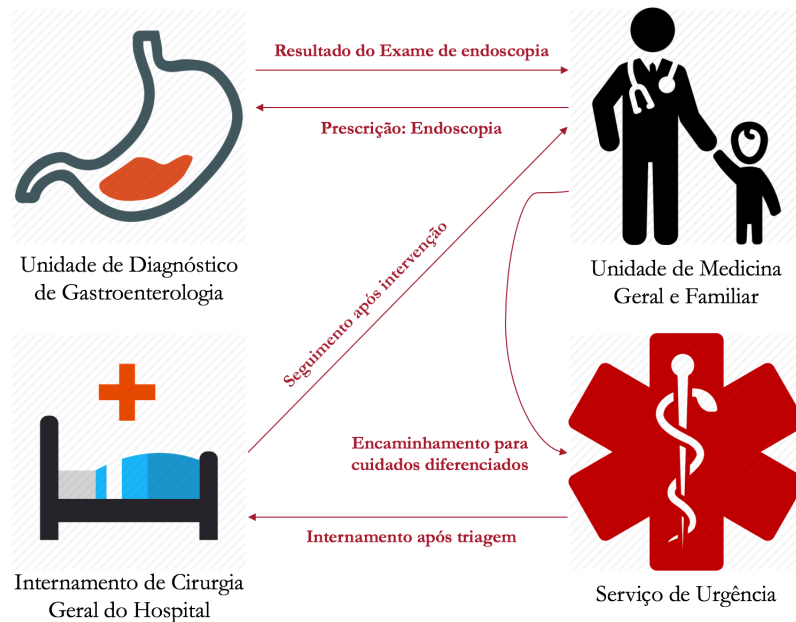 Resultado do Exame de endoscopia
Prescrição: Endoscopia
Unidade de Diagnóstico
de Gastroenterologia
Unidade de Medicina
Geral e Familiar
Seguimento após intervenção
Encaminhamento para
cuidados diferenciados
Internamento após triagem
Internamento de Cirurgia
Geral do Hospital
Serviço de Urgência